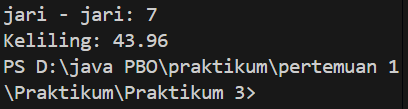 jari - jari: 7
Keliling: 43.96
PS D:\java PBO\praktikum\pertemuan 1
\Praktikum\Praktikum 3>